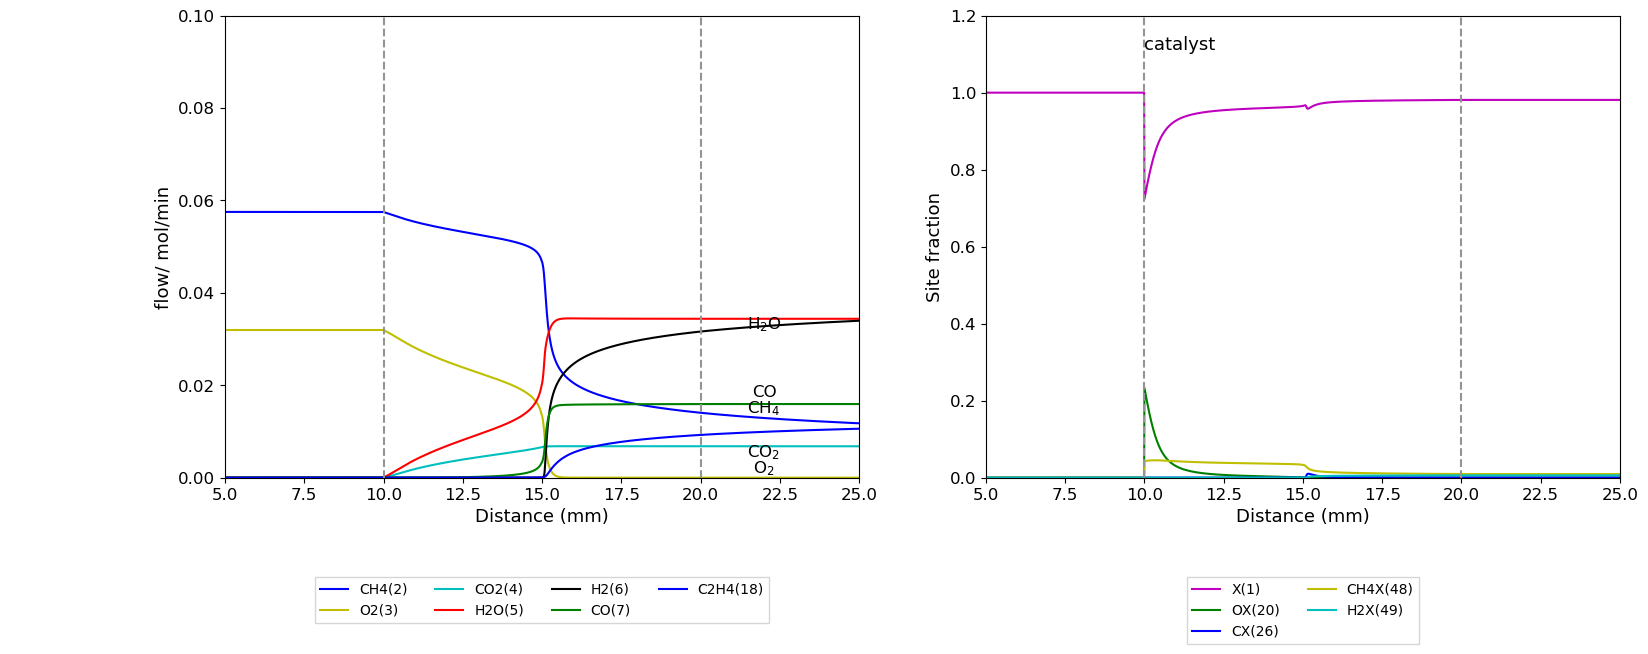 0.10
0.08
0.06
0.04
0.02
0.00
flow/ mol/min
H₂O
CO
CH₄
CO₂
O₂
5.0 7.5 10.0 12.5 15.0 17.5 20.0 22.5 25.0
Distance (mm)
CH4(2) CO2(4) H2(6) C2H4(18)
O2(3) H2O(5) CO(7)
1.2
1.0
0.8
0.6
0.4
0.2
0.0
Site fraction
catalyst
5.0 7.5 10.0 12.5 15.0 17.5 20.0 22.5 25.0
Distance (mm)
X(1) CH4X(48)
OX(20) H2X(49)
CX(26)